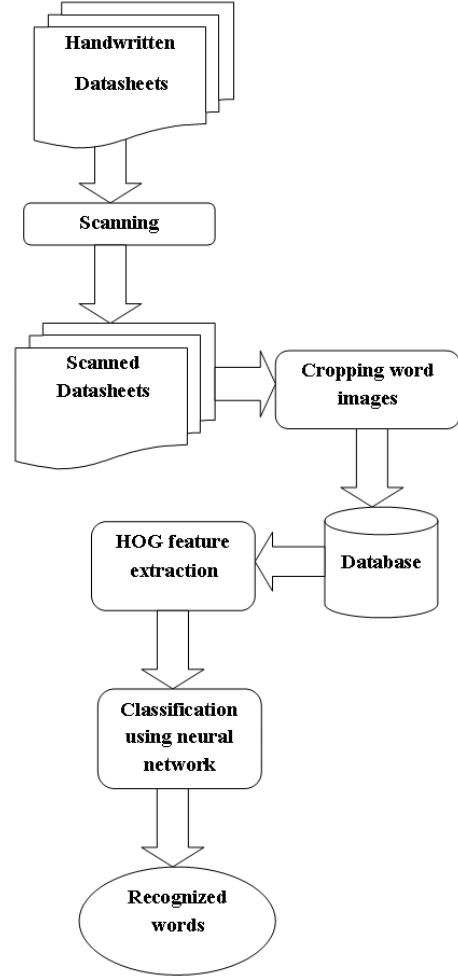 Handwritten
Datasheets
Scanning
Scanned
Datasheets
Cropping word
images
Database
HOG feature
extraction
Classification
using neural
network
Recognized
words